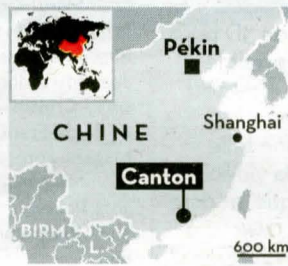 Pékin
CHINE
Shanghai
Canton
BIRM.
V.
L.
600 km